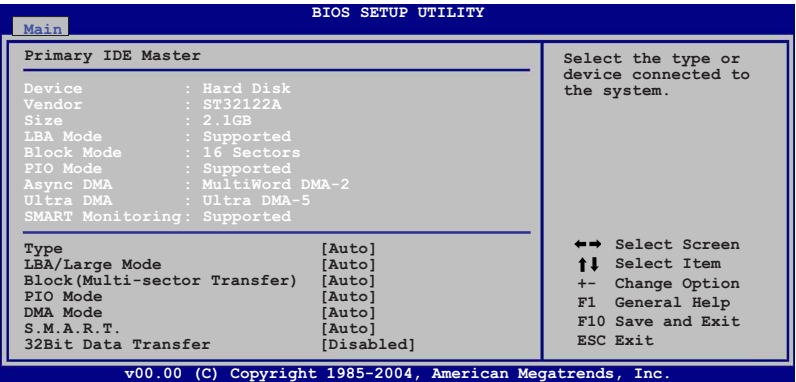 BIOS SETUP UTILITY
Main
Primary IDE Master
Device : Hard Disk
Vendor : ST32122A
Size : 2.1GB
LBA Mode : Supported
Block Mode : 16 Sectors
PIO Mode : Supported
Async DMA : MultiWord DMA-2
Ultra DMA : Ultra DMA-5
SMART Monitoring: Supported
Type [Auto]
LBA/Large Mode [Auto]
Block(Multi-sector Transfer) [Auto]
PIO Mode [Auto]
DMA Mode [Auto]
S.M.A.R.T. [Auto]
32Bit Data Transfer [Disabled]
Select the type or
device connected to
the system.
←→ Select Screen
↑↓ Select Item
+- Change Option
F1 General Help
F10 Save and Exit
ESC Exit
v00.00 (C) Copyright 1985-2004, American Megatrends, Inc.